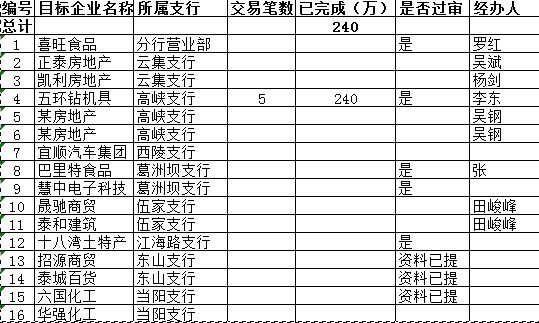 编号 目标企业名称 所属支行 交易笔数 已完成（万） 是否过审 经办人
总计 240
1 喜旺食品 分行营业部 是 罗红
2 正泰房地产 云集支行 吴斌
3 凯利房地产 云集支行 杨剑
4 五环钻机具 高峡支行 5 240 是 李东
5 某房地产 高峡支行 吴钢
6 某房地产 高峡支行 吴钢
7 宜顺汽车集团 西陵支行
8 巴里特食品 葛洲坝支行 是 张
9 慧中电子科技 葛洲坝支行 是
10 晟驰商贸 伍家支行 田峻峰
11 泰和建筑 伍家支行 田峻峰
12 十八湾土特产 江海路支行 是
13 招源商贸 东山支行 资料已提
14 泰城百货 东山支行 资料已提
15 六国化工 当阳支行 资料已提
16 华强化工 当阳支行